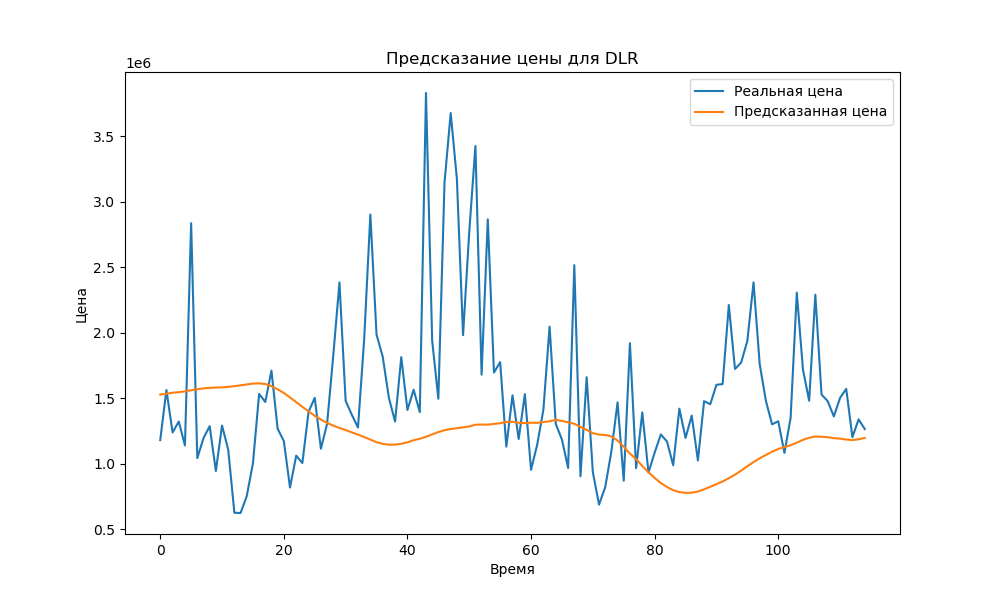 Предсказание цены для DLR
1e6
Реальная цена
Предсказанная цена
3.5
3.0
2.5
2.0
1.5
1.0
0.5
Цена
0 20 40 60 80 100
Время